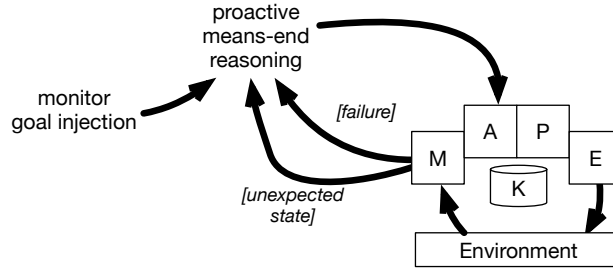 proactive
means-end
reasoning
monitor
goal injection
[failure]
[unexpected
state]
M
A
P
E
K
Environment